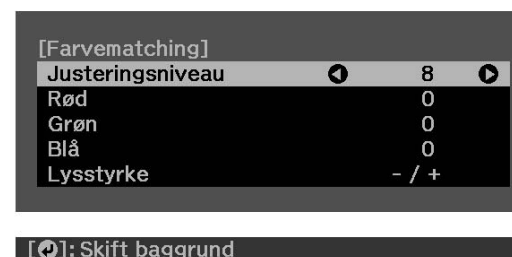 [Farvematching]
Justeringsniveau 8
Rød 0
Grøn 0
Blå 0
Lysstyrke - / +
[↵]: Skift baggrund